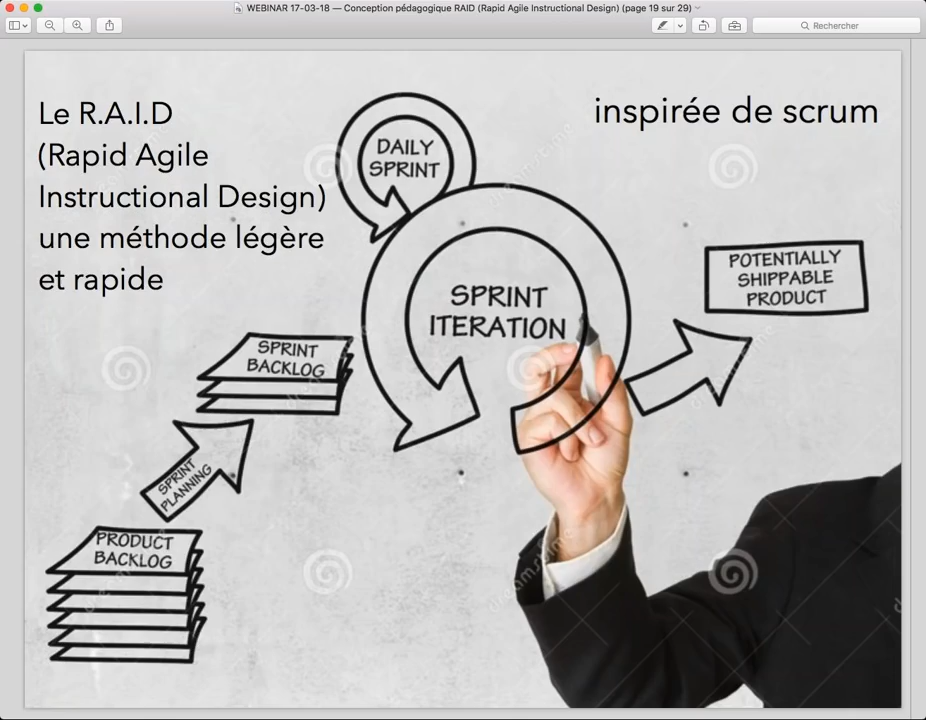 WEBINAR 17-03-18 — Conception pédagogique RAID (Rapid Agile Instructional Design) (page 19 sur 29)
Rechercher
Le R.A.I.D
(Rapid Agile
Instructional Design)
une méthode légère
et rapide
inspirée de scrum
DAILY
SPRINT
SPRINT
ITERATION
POTENTIALLY
SHIPPABLE
PRODUCT
SPRINT
BACKLOG
SPRINT
PLANNING
PRODUCT
BACKLOG
dreamstime